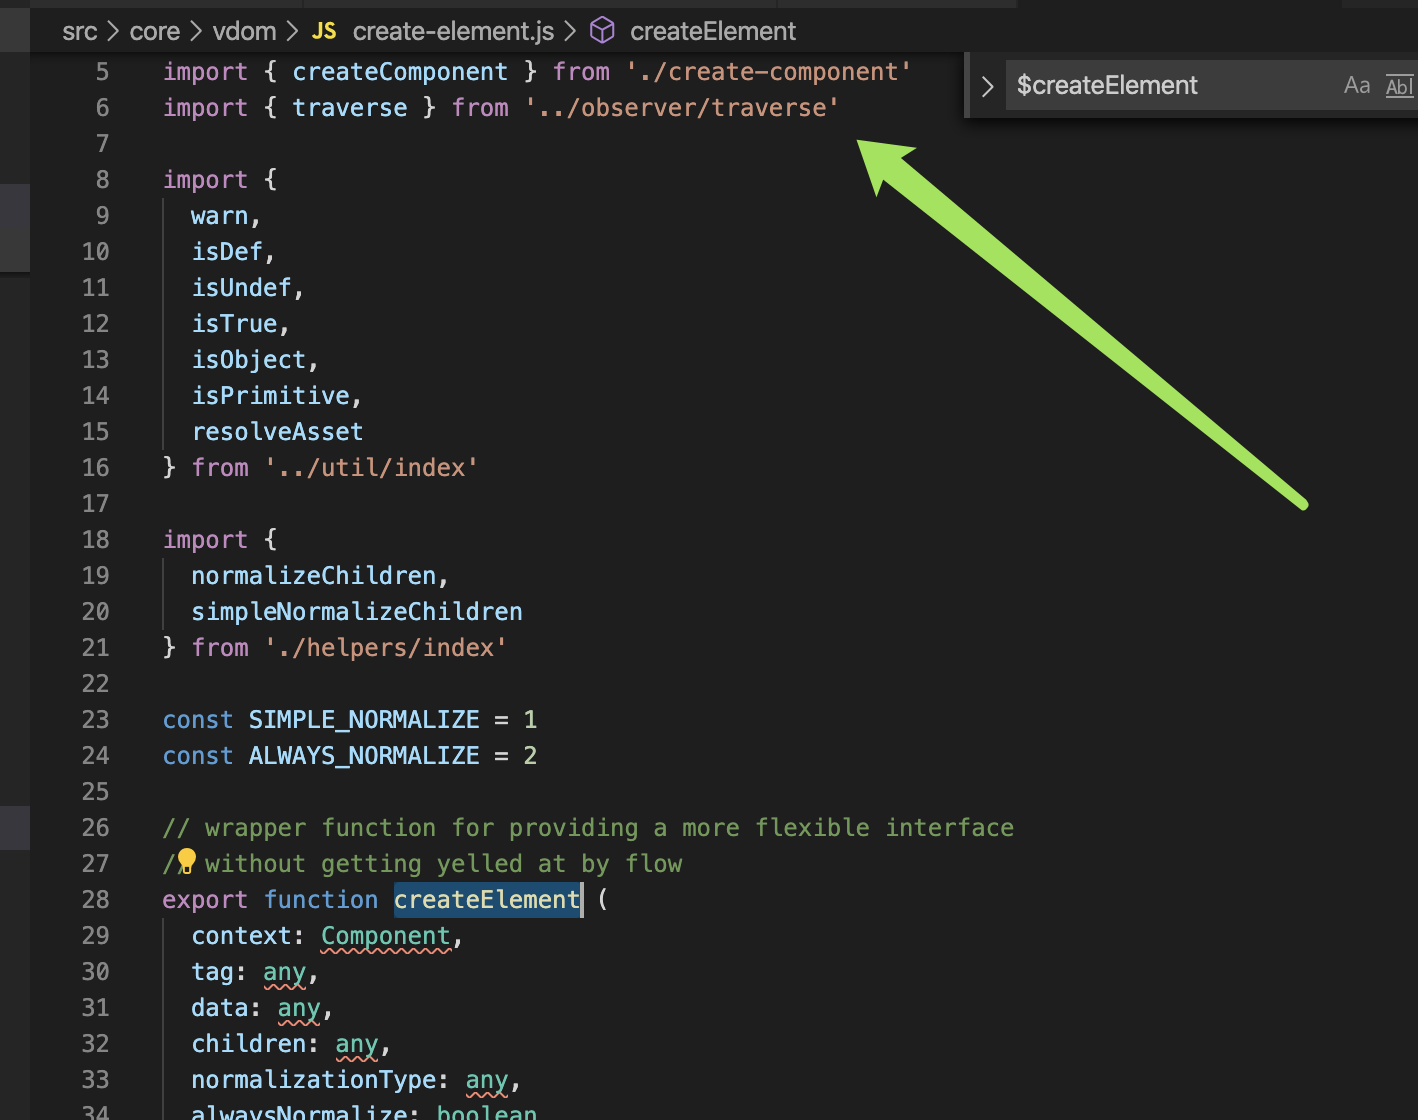 src > core > vdom > JS create-element.js > createElement
5 import { createComponent } from './create-component'
$createElement Aa Abl
6 import { traverse } from '../observer/traverse'
7
8 import {
9 warn,
10 isDef,
11 isUndef,
12 isTrue,
13 isObject,
14 isPrimitive,
15 resolveAsset
16 } from '../util/index'
17
18 import {
19 normalizeChildren,
20 simpleNormalizeChildren
21 } from './helpers/index'
22
23 const SIMPLE_NORMALIZE = 1
24 const ALWAYS_NORMALIZE = 2
25
26 // wrapper function for providing a more flexible interface
27 // without getting yelled at by flow
28 export function createElement (
29 context: Component,
30 tag: any,
31 data: any,
32 children: any,
33 normalizationType: any,
34 alwaysNormalize: boolean